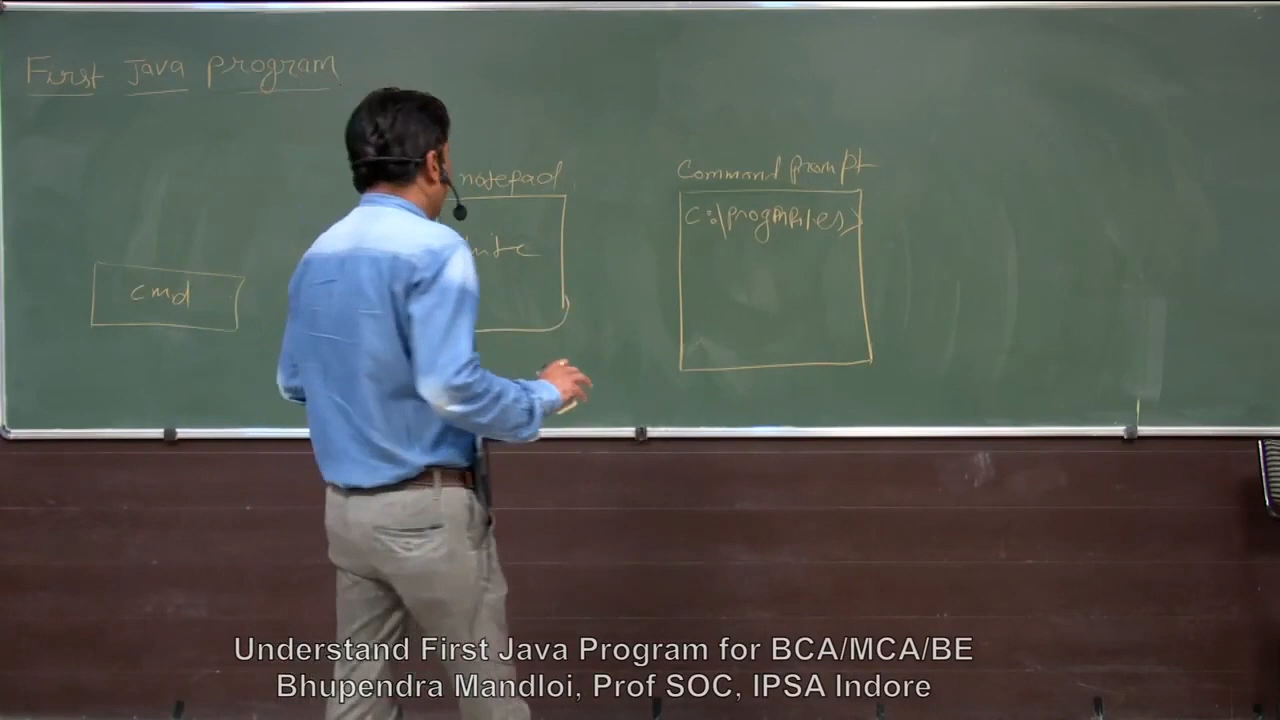 First Java program
notepad
Command prompt
cmd
Understand First Java Program for BCA/MCA/BE
Bhupendra Mandloi, Prof SOC, IPSA Indore